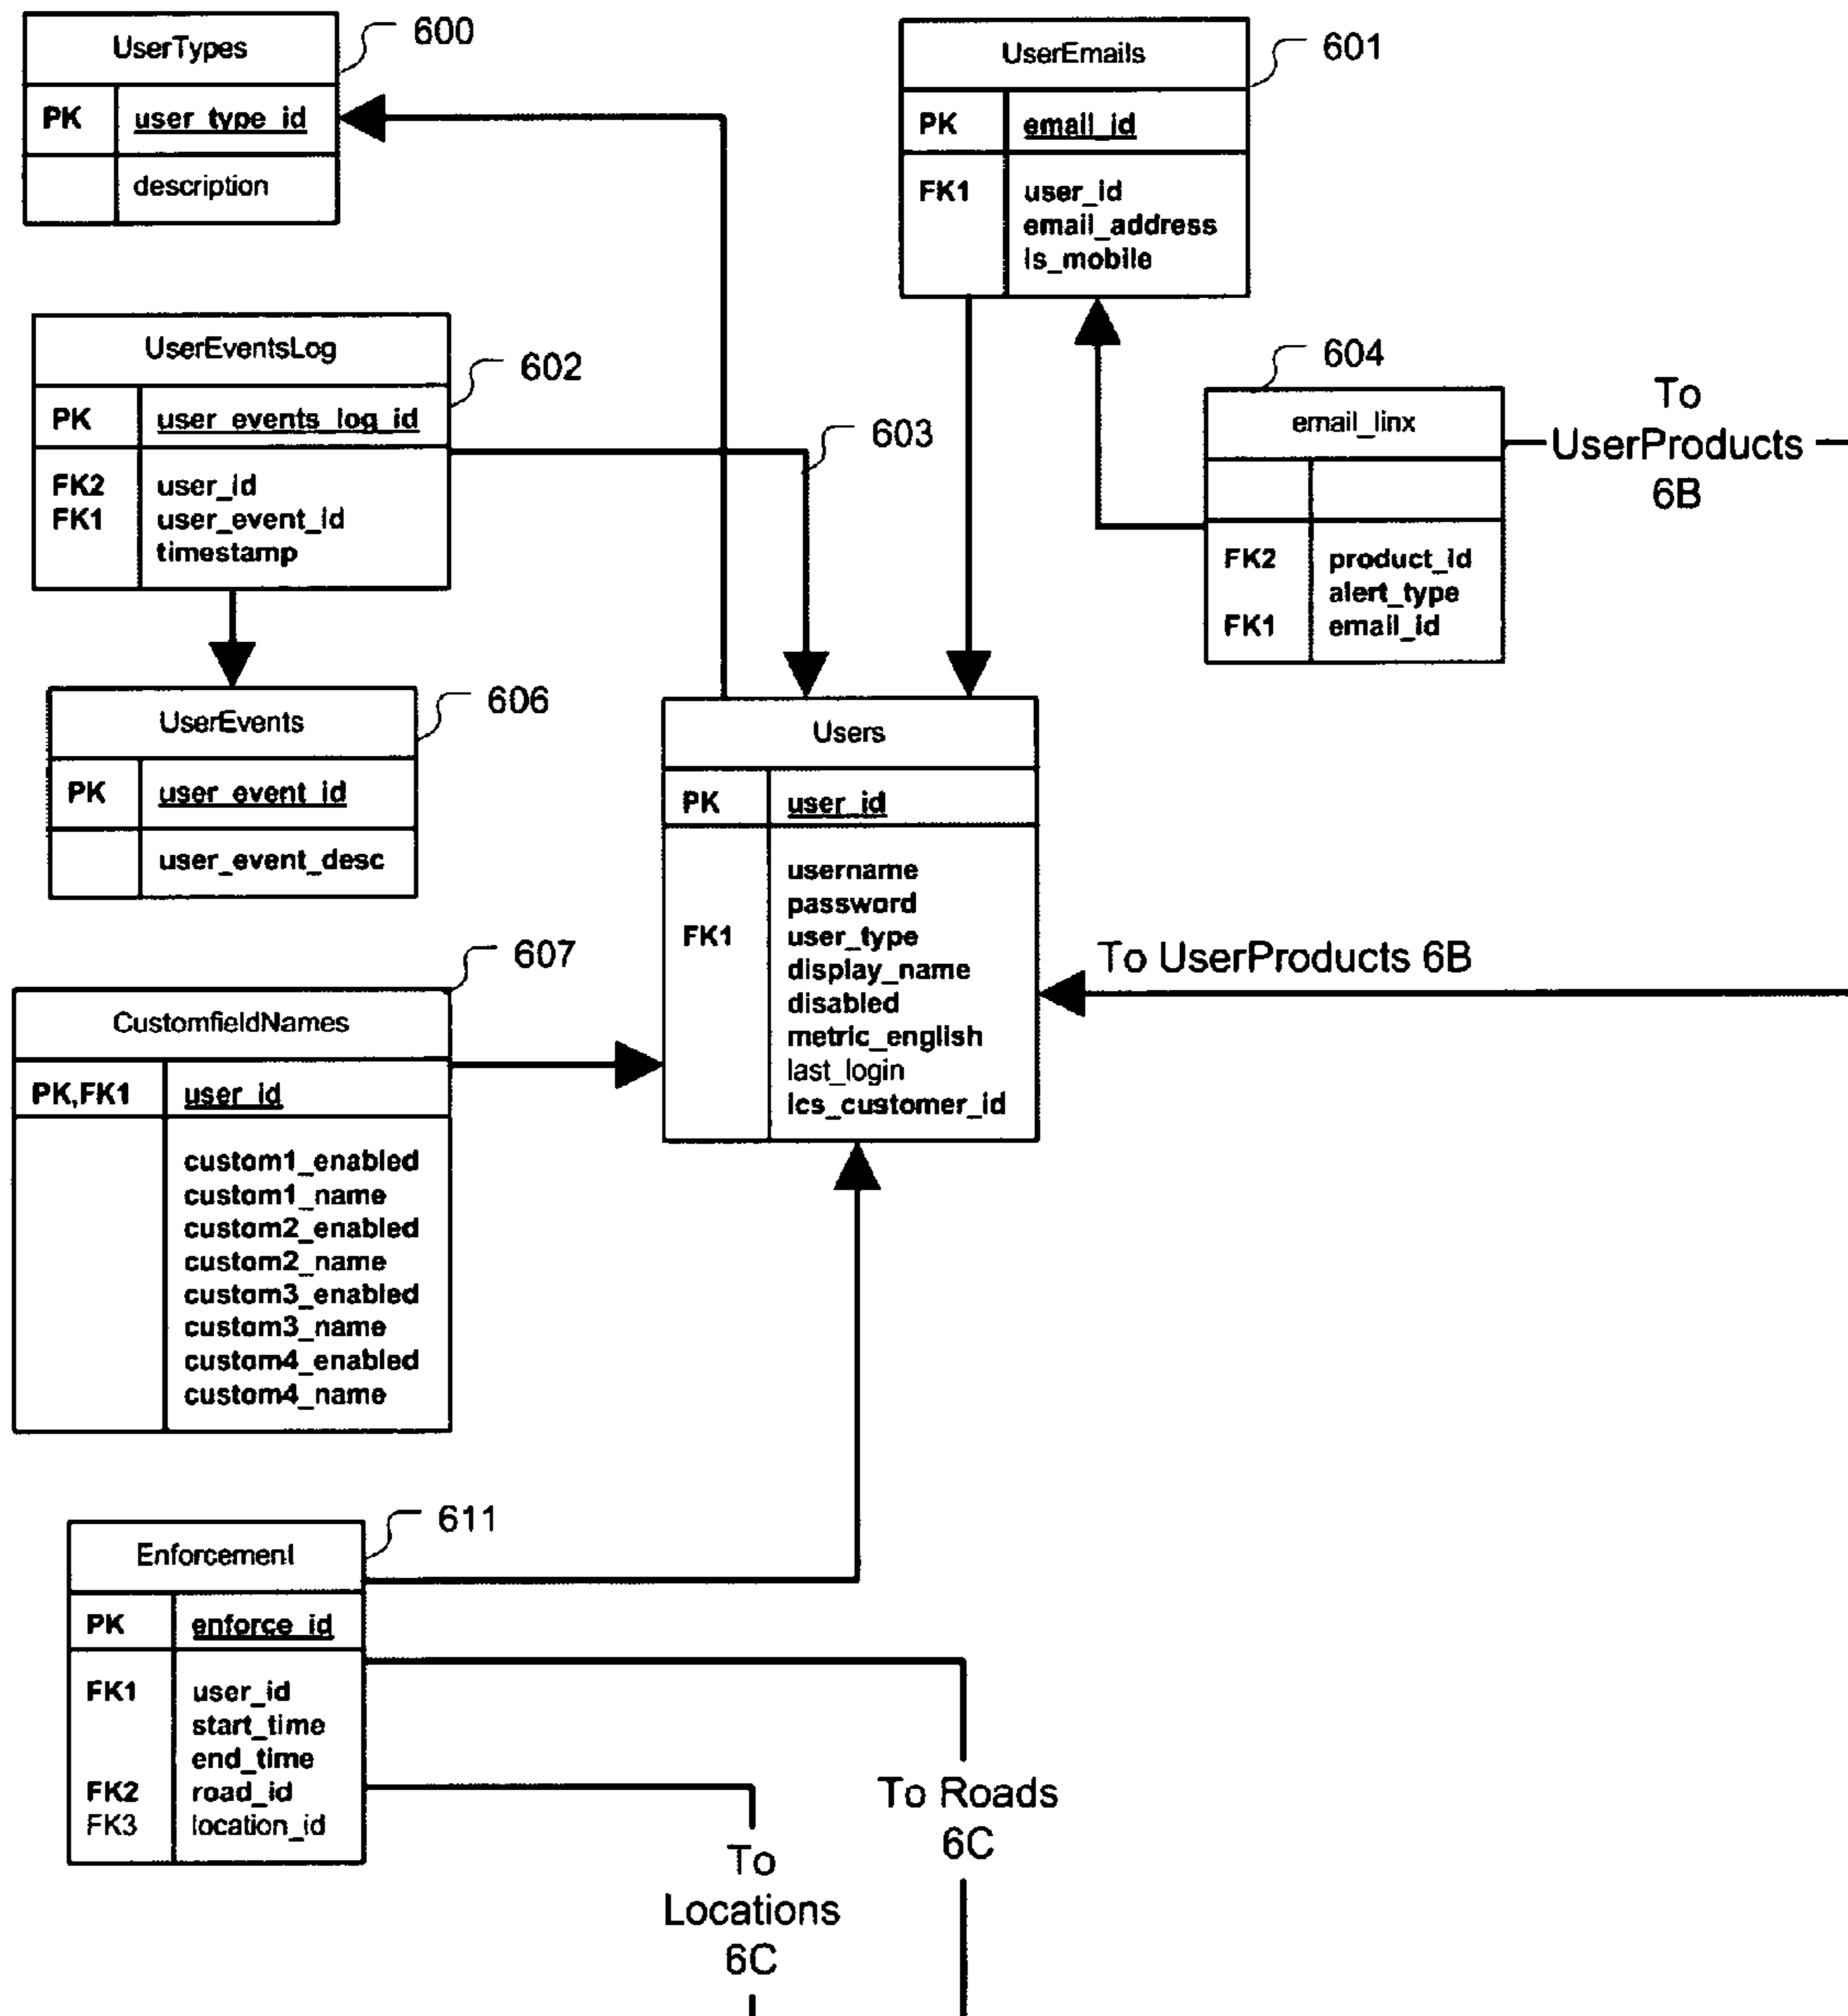 UserTypes
600
PK user_type_id
description
UserEmails
601
PK email_id
FK1 user_id
email_address
is_mobile
UserEventsLog
602
PK user_events_log_id
FK2 user_id
FK1 user_event_id
timestamp
603
604
email_linx
FK2 product_id
alert_type
FK1 email_id
To
UserProducts
6B
UserEvents
606
PK user_event_id
user_event_desc
Users
PK user_id
username
password
FK1 user_type
display_name
disabled
metric_english
last_login
ics_customer_id
To UserProducts 6B
607
CustomfieldNames
PK,FK1 user_id
custom1_enabled
custom1_name
custom2_enabled
custom2_name
custom3_enabled
custom3_name
custom4_enabled
custom4_name
611
Enforcement
PK enforce_id
FK1 user_id
start_time
end_time
FK2 road_id
FK3 location_id
To Roads
6C
To
Locations
6C